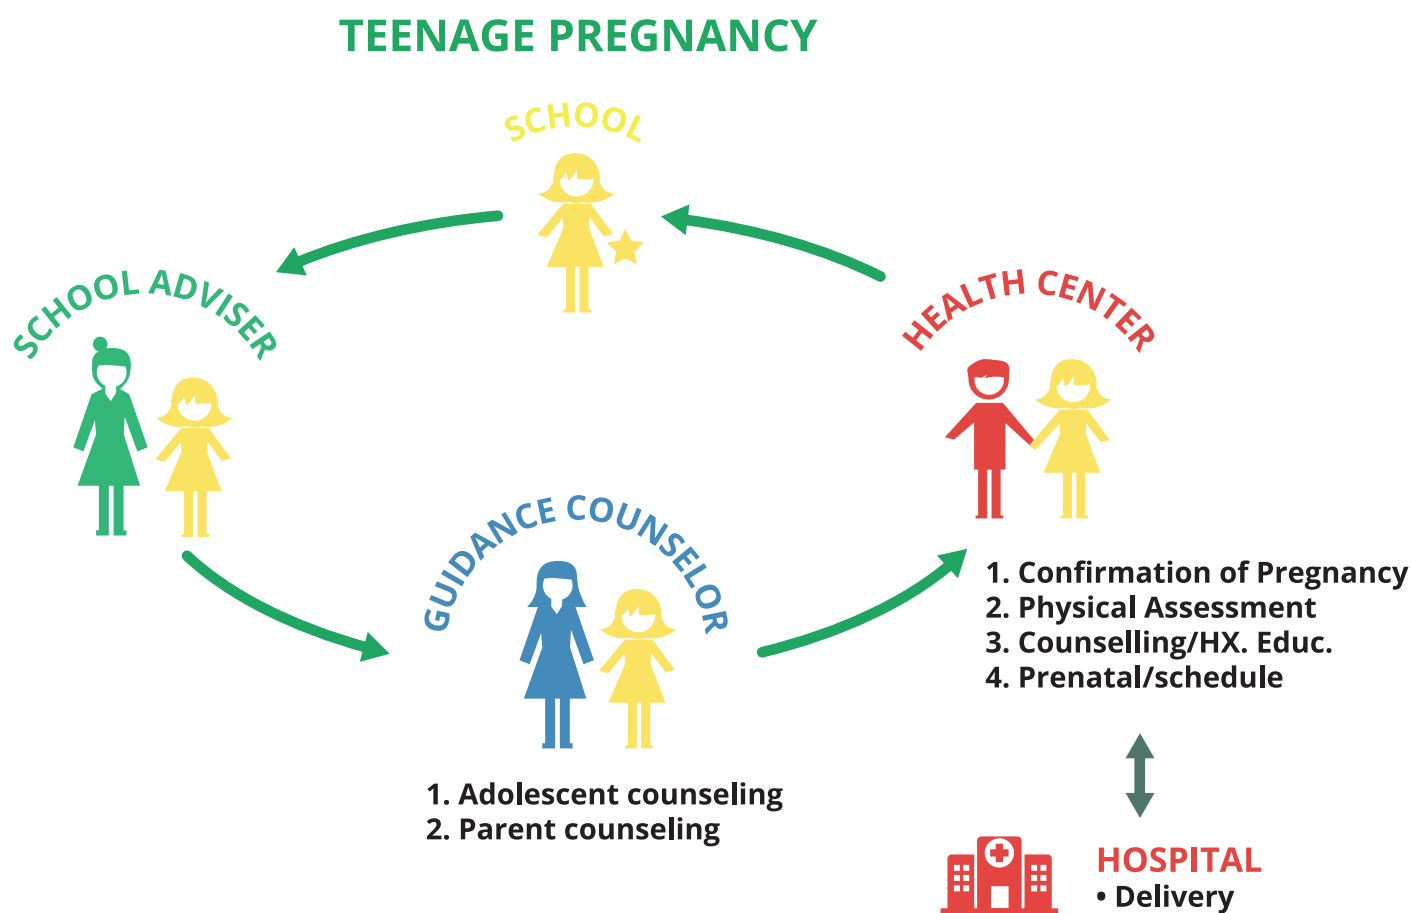 TEENAGE PREGNANCY
SCHOOL
SCHOOL ADVISER
HEALTH CENTER
GUIDANCE COUNSELOR
1. Confirmation of Pregnancy
2. Physical Assessment
3. Counselling/HX. Educ.
4. Prenatal/schedule
1. Adolescent counseling
2. Parent counseling
HOSPITAL
• Delivery